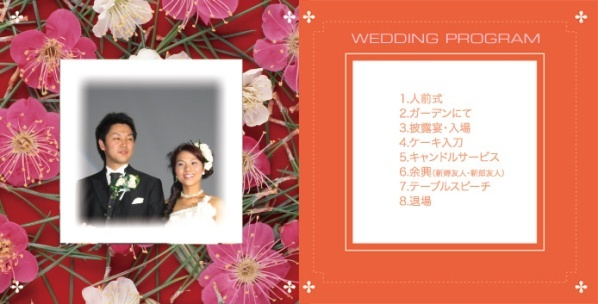 WEDDING PROGRAM
1.人前式
2.ガーデンにて
3.披露宴・入場
4.ケーキ入刀
5.キャンドルサービス
6.余興(新婦友人・新郎友人)
7.テーブルスピーチ
8.退場